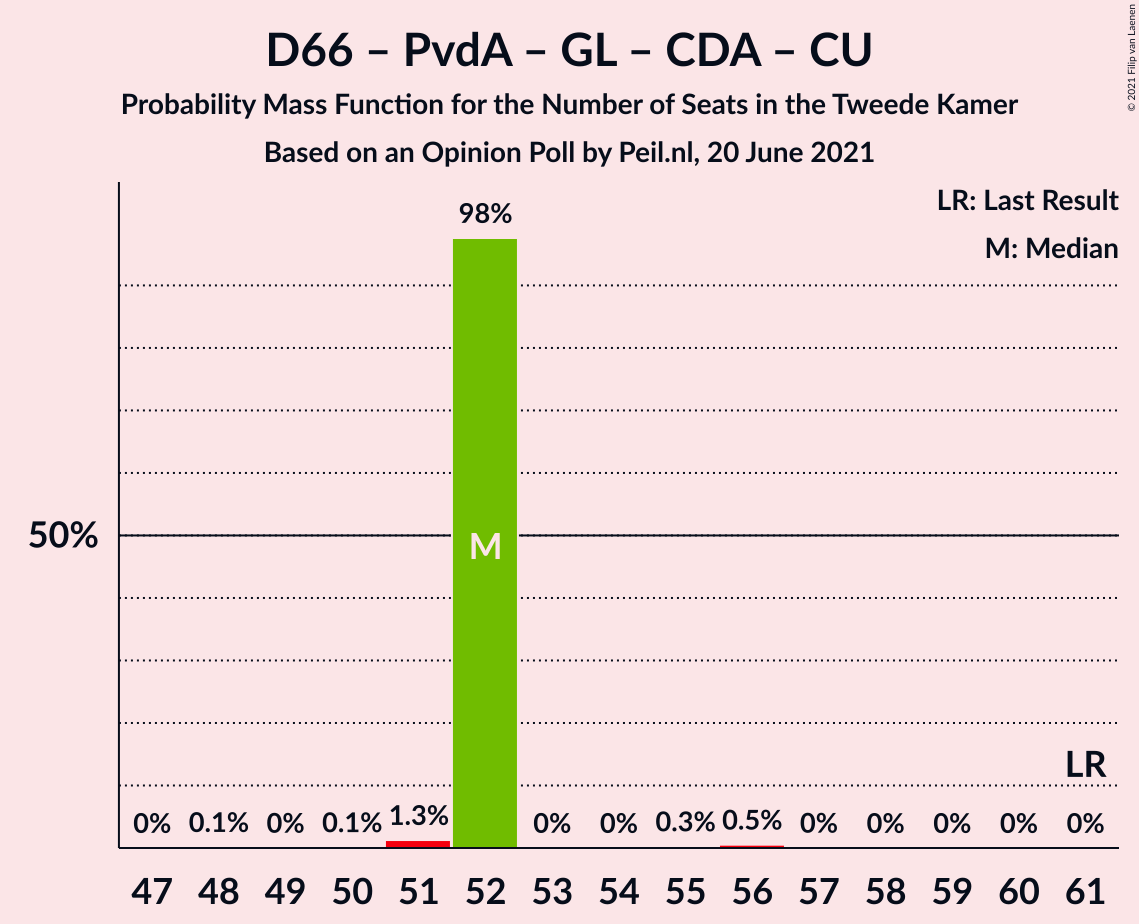 D66 – PvdA – GL – CDA – CU
Probability Mass Function for the Number of Seats in the Tweede Kamer
Based on an Opinion Poll by Peil.nl, 20 June 2021
© 2021 Filip van Laenen
LR: Last Result
M: Median
98%
50%
M
LR
0% 0.1% 0% 0.1% 1.3% 0% 0% 0.3% 0.5% 0% 0% 0% 0% 0%
47 48 49 50 51 52 53 54 55 56 57 58 59 60 61